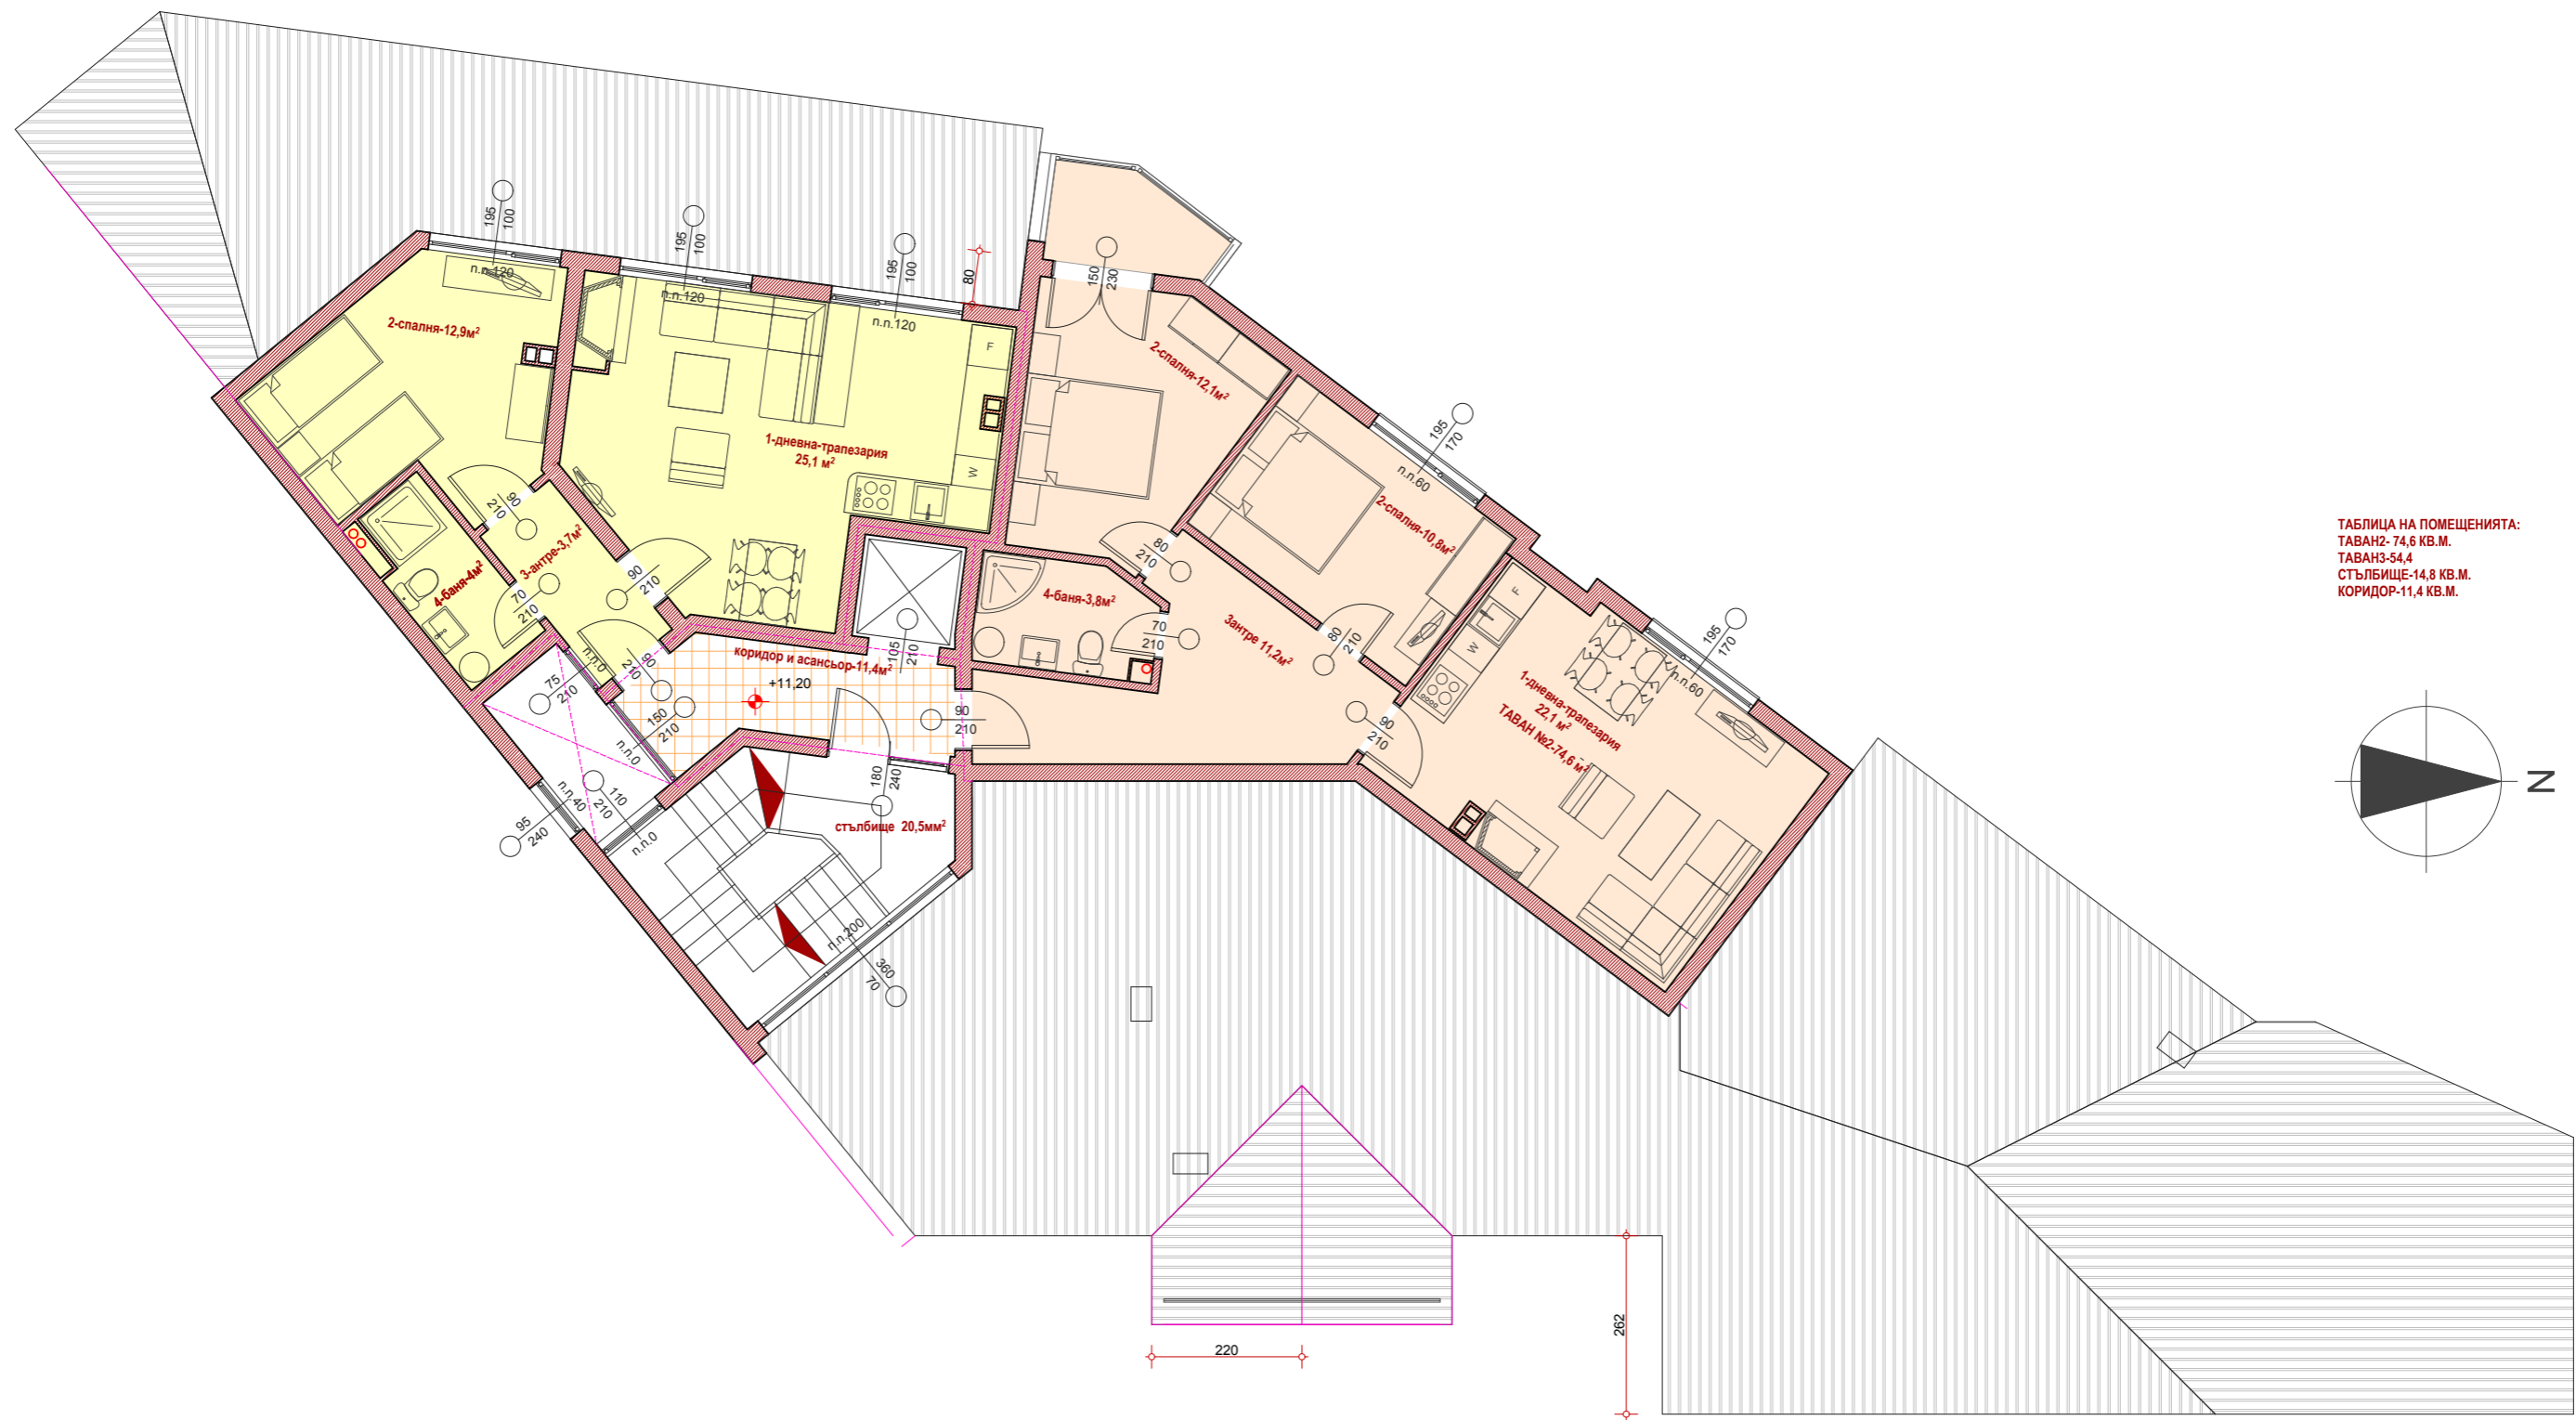 195
100
n.n.120
195
100
n.n.120
195
100
n.n.120
80
150
230
2-спалня-12,9м²
2-спалня-12,1м²
F
1-дневна-трапезария
25,1 м²
W
195
170
n.n.60
2-спалня-10,8м²
90
210
80
210
3-антре-3,7м²
4-баня-4м²
70
210
90
210
4-баня-3,8м²
70
210
3антре 11,2м²
80
210
F
W
195
170
n.n.60
1-дневна-трапезария
22,1 м²
ТАВАН №2-74,6 м²
ТАБЛИЦА НА ПОМЕЩЕНИЯТА:
ТАВАН2- 74,6 КВ.М.
ТАВАН3-54,4
СТЪЛБИЩЕ-14,8 КВ.М.
КОРИДОР-11,4 КВ.М.
N
n.n.0
90
210
коридор и асансьор-11,4м²
105
210
+11,20
75
210
150
210
n.n.0
90
210
90
210
180
240
n.n.40
110
210
n.n.0
95
240
стълбище 20,5мм²
n.n.200
360
70
262
220